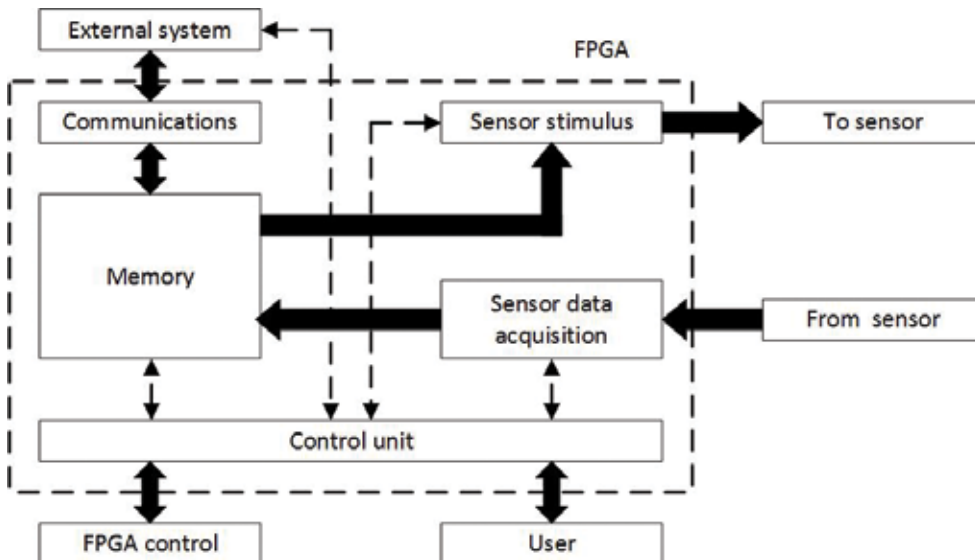 External system
FPGA
Communications
Sensor stimulus
To sensor
Memory
Sensor data
acquisition
From sensor
Control unit
FPGA control
User